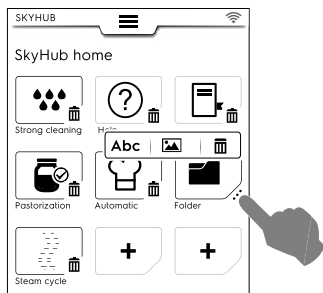 SKYHUB
SkyHub home
?
Strong cleaning
Help
Abc
Pastorization Automatic Folder
+ +
Steam cycle